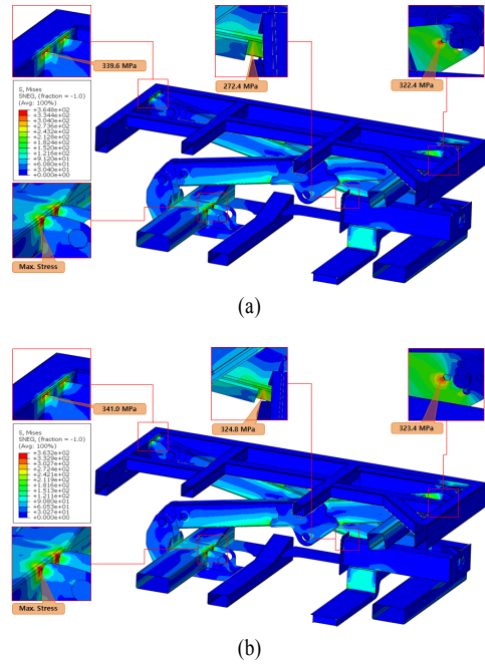 339.6 MPa
272.4 MPa
322.4 MPa
S, Mises
SNEG, (fraction = -1.0)
(Avg: 100%)
+3.648e+02
+3.344e+02
+3.040e+02
+2.736e+02
+2.432e+02
+2.128e+02
+1.824e+02
+1.520e+02
+1.216e+02
+9.120e+01
+6.080e+01
+3.040e+01
+0.000e+00
Max. Stress
(a)
341.0 MPa
324.8 MPa
323.4 MPa
S, Mises
SNEG, (fraction = -1.0)
(Avg: 100%)
+3.632e+02
+3.329e+02
+3.027e+02
+2.724e+02
+2.421e+02
+2.119e+02
+1.816e+02
+1.513e+02
+1.211e+02
+9.080e+01
+6.053e+01
+3.027e+01
+0.000e+00
Max. Stress
(b)